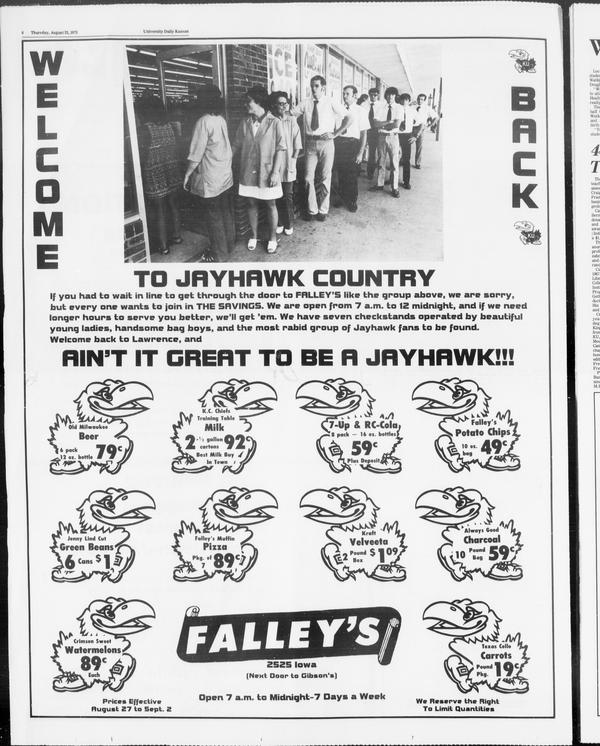 6 Thursday, August 23, 1973 University Daily Kansan
WELCOME
BACK
TO JAYHAWK COUNTRY
If you had to wait in line to get through the door to FALLEY'S like the group above, we are sorry,
but every one wants to join in THE SAVINGS. We are open from 7 a.m. to 12 midnight, and if we need
longer hours to serve you better, we'll get 'em. We have seven checkstands operated by beautiful
young ladies, handsome bag boys, and the most rabid group of Jayhawk fans to be found.
Welcome back to Lawrence, and
AIN'T IT GREAT TO BE A JAYHAWK!!!
Old Milwaukee
Beer
6 pack
12 oz. bottle 79¢
K.C. Chiefs
Training Table
Milk
2 -½ gallon cartons 92¢
Best Milk Buy
In Town
7-Up & RC-Cola
8 pack — 16 oz. bottles
59¢
Plus Deposit
Falley's
Potato Chips
10 oz. bag 49¢
Jenny Lind Cut
Green Beans
6 Cans $1
Falley's Muffin
Pizza
Pkg. of 7 89¢
Kraft
Velveeta
2 Pound Box $1.09
Always Good
Charcoal
10 Pound Bag 59¢
Crimson Sweet
Watermelons
89¢
Each
FALLEY'S
2525 Iowa
(Next Door to Gibson's)
Texas Cello
Carrots
Pound Pkg. 19¢
Prices Effective
August 27 to Sept. 2
Open 7 a.m. to Midnight-7 Days a Week
We Reserve the Right
To Limit Quantities